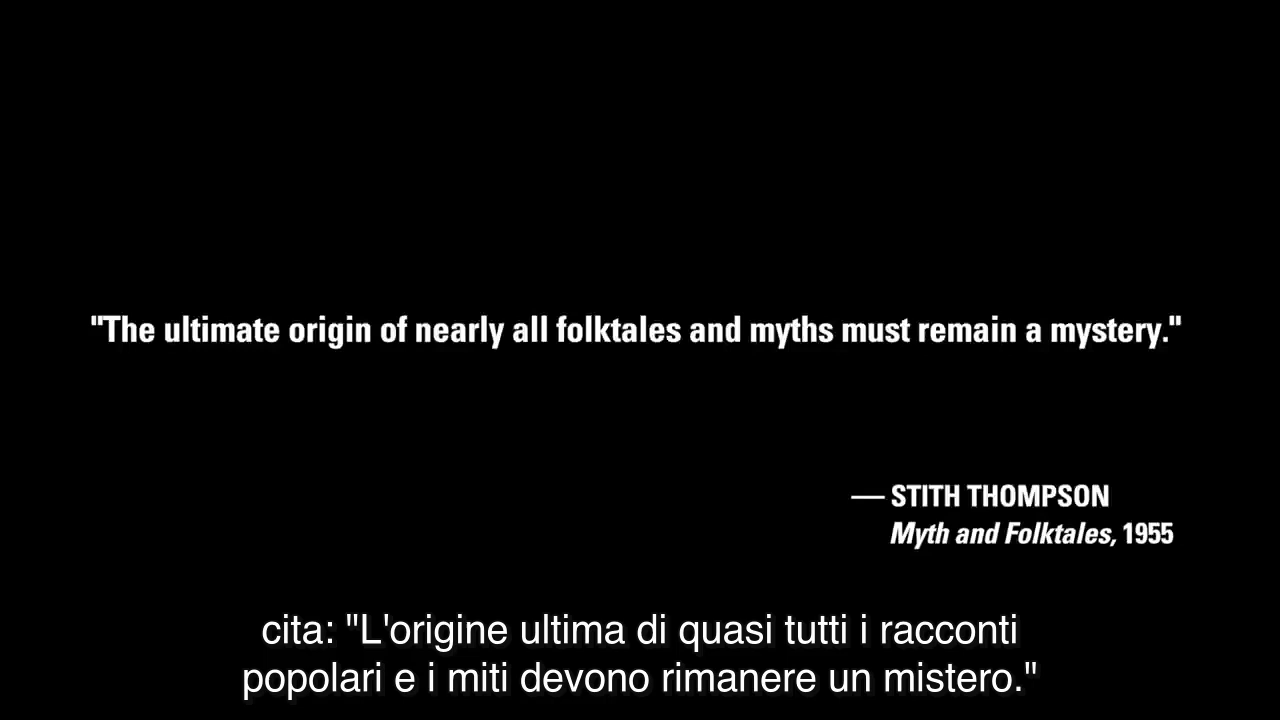 "The ultimate origin of nearly all folktales and myths must remain a mystery."
— STITH THOMPSON
Myth and Folktales, 1955
cita: "L'origine ultima di quasi tutti i racconti
popolari e i miti devono rimanere un mistero."